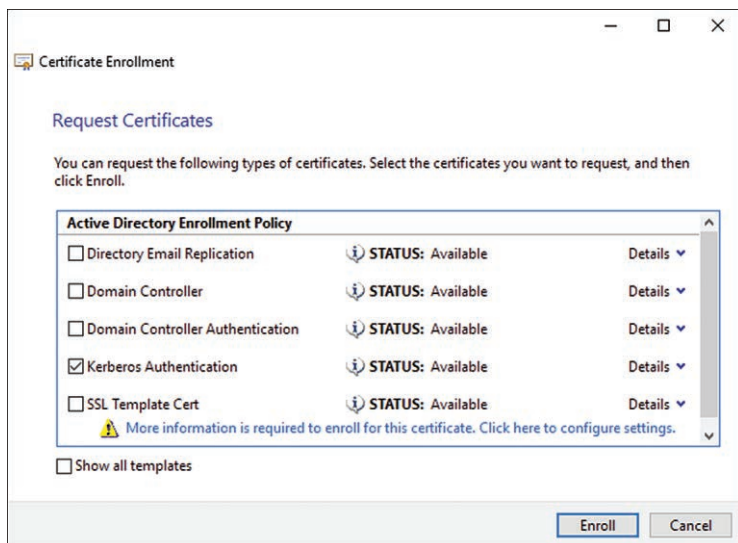 Certificate Enrollment
Request Certificates
You can request the following types of certificates. Select the certificates you want to request, and then
click Enroll.
Active Directory Enrollment Policy
Directory Email Replication STATUS: Available Details
Domain Controller STATUS: Available Details
Domain Controller Authentication STATUS: Available Details
Kerberos Authentication STATUS: Available Details
SSL Template Cert STATUS: Available Details
More information is required to enroll for this certificate. Click here to configure settings.
Show all templates
Enroll Cancel